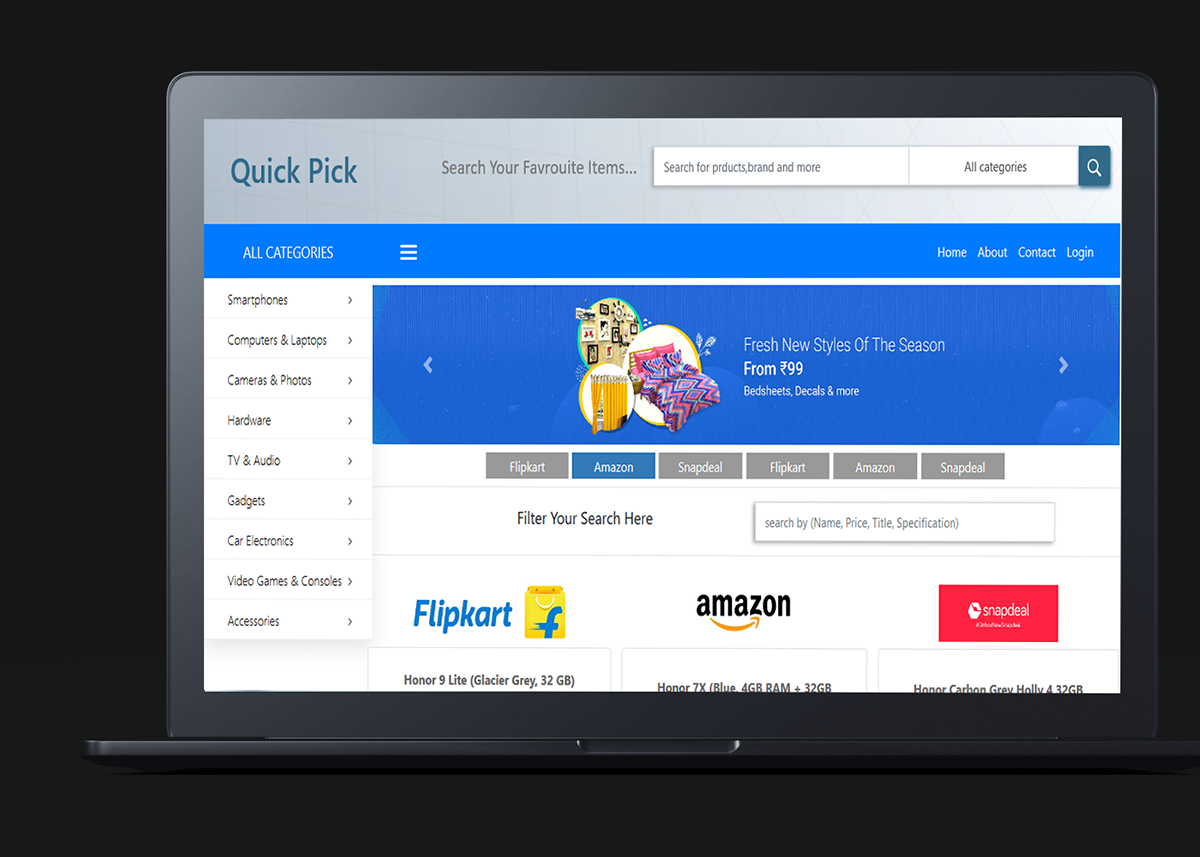 Quick Pick
Search Your Favrouite Items...
Search for prducts,brand and more
All categories
ALL CATEGORIES
Home About Contact Login
Smartphones
Computers & Laptops
Cameras & Photos
Hardware
TV & Audio
Gadgets
Car Electronics
Video Games & Consoles
Accessories
Fresh New Styles Of The Season
From ₹99
Bedsheets, Decals & more
Flipkart Amazon Snapdeal Flipkart Amazon Snapdeal
Filter Your Search Here
search by (Name, Price, Title, Specification)
Flipkart
amazon
snapdeal
#UnboxNewSnapdeal
Honor 9 Lite (Glacier Grey, 32 GB)
Honor 7X (Blue, 4GB RAM + 32GB
Honor Carbon Grey Holly 4 32GB